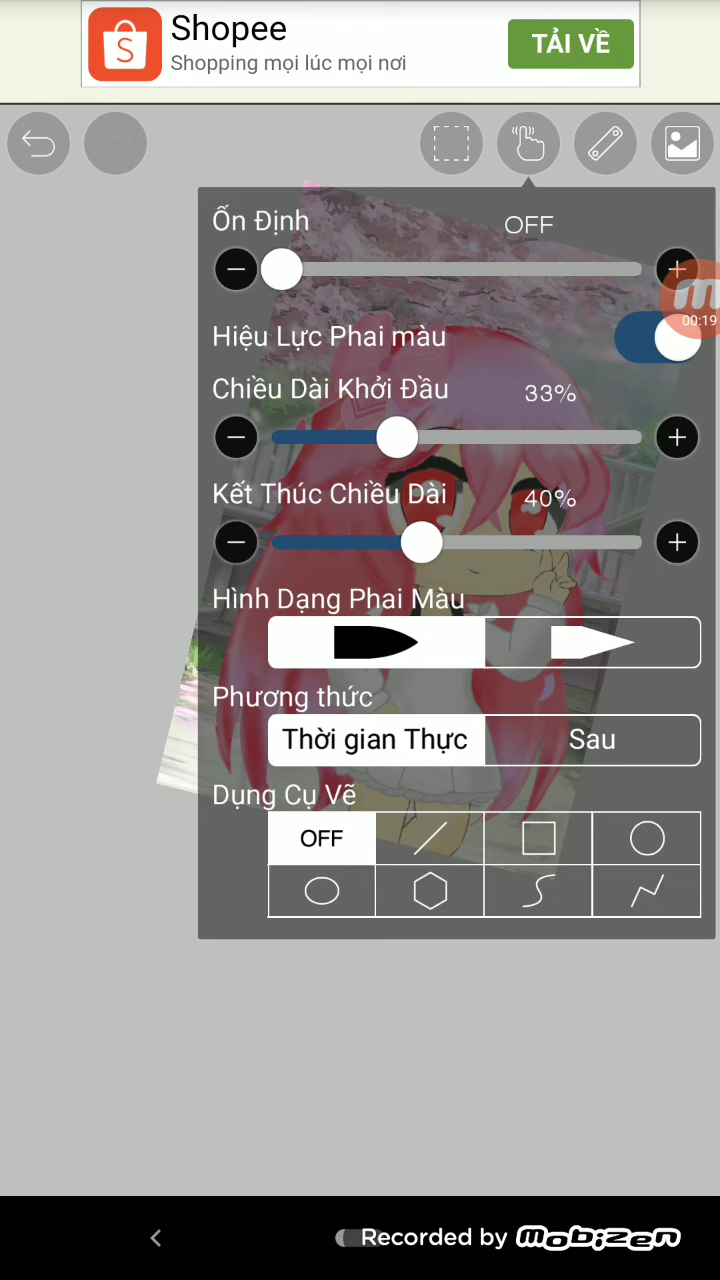 Shopee
Shopping mọi lúc mọi nơi
TẢI VỀ
Ổn Định
OFF
00:19
Hiệu Lực Phai màu
Chiều Dài Khởi Đầu
33%
Kết Thúc Chiều Dài
40%
Hình Dạng Phai Màu
Phương thức
Thời gian Thực
Sau
Dụng Cụ Vẽ
OFF
Recorded by mobizen